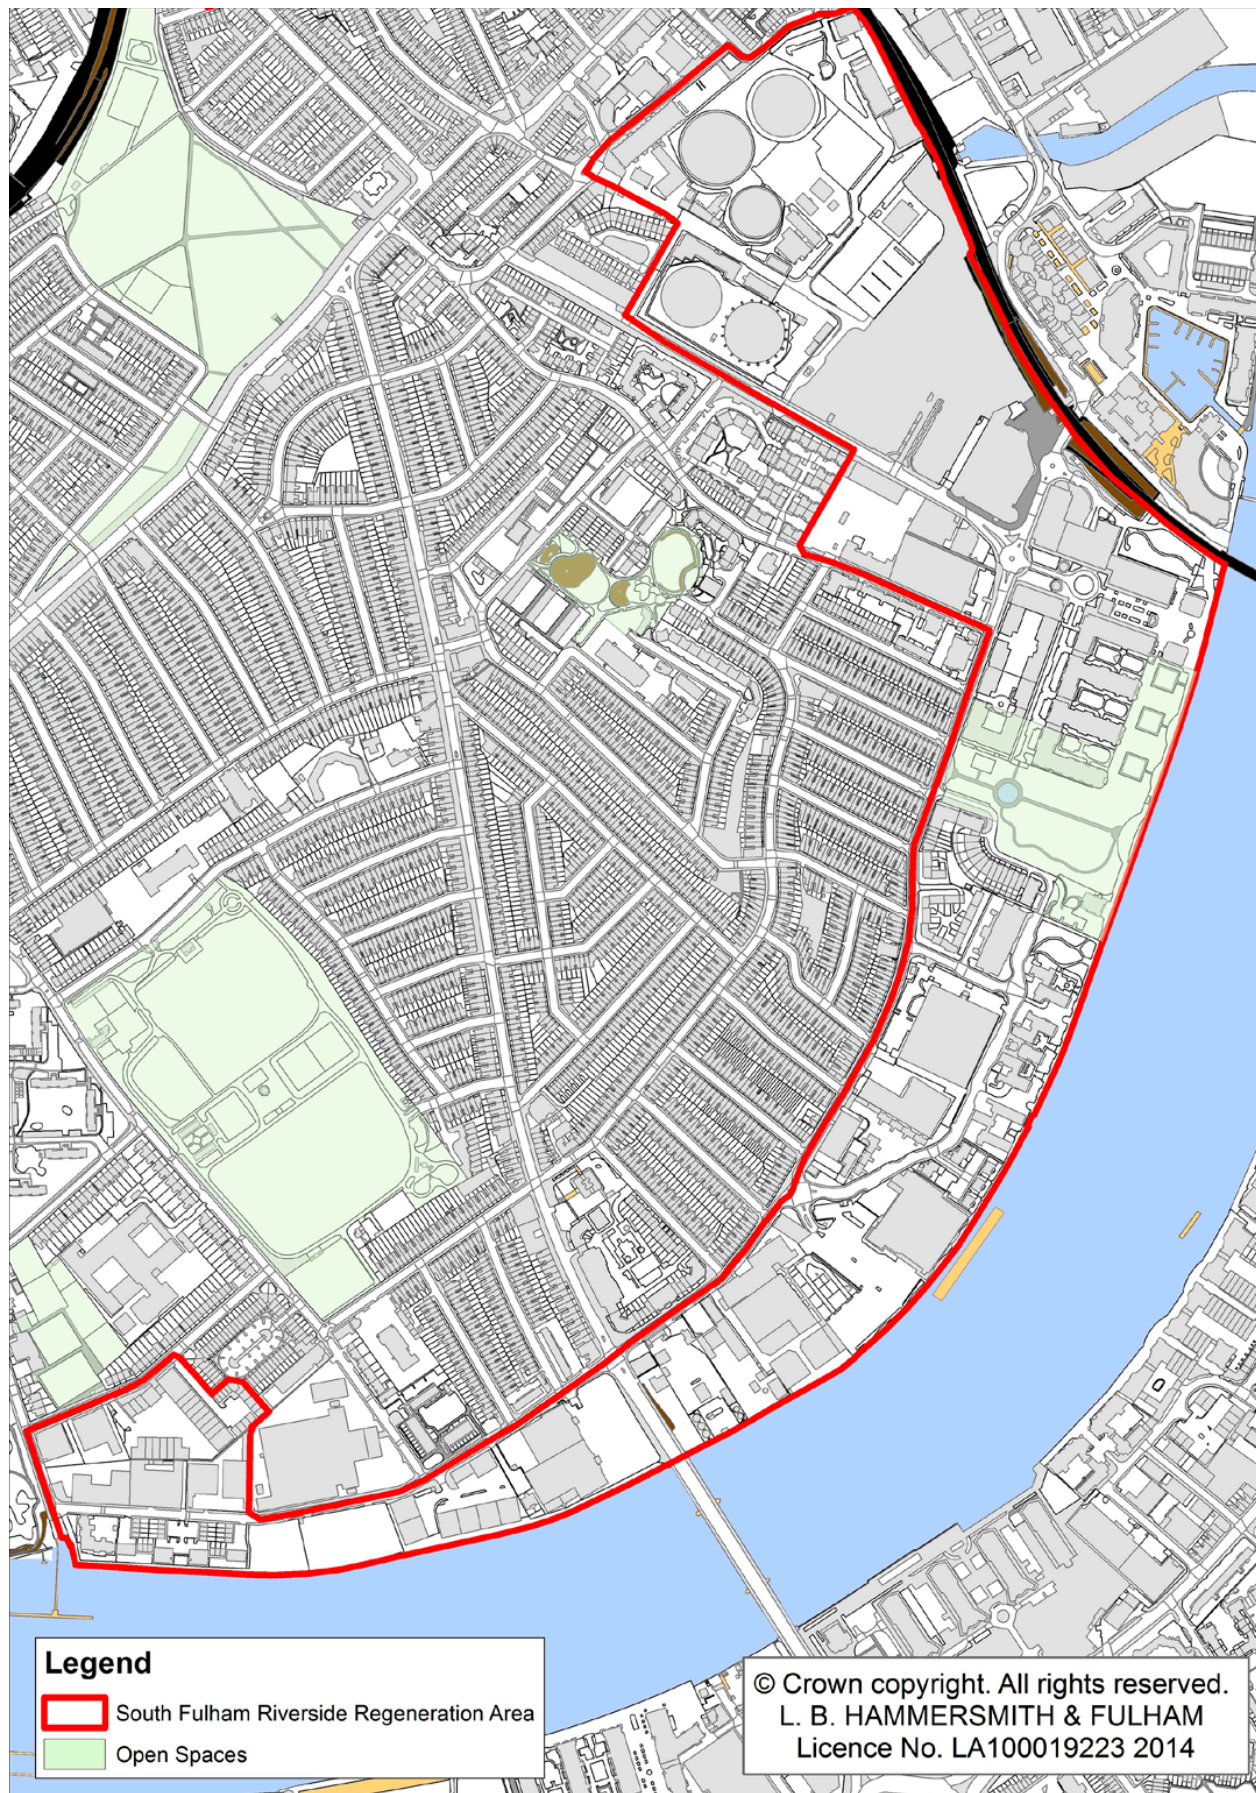 Legend
South Fulham Riverside Regeneration Area
Open Spaces
© Crown copyright. All rights reserved.
L. B. HAMMERSMITH & FULHAM
Licence No. LA100019223 2014